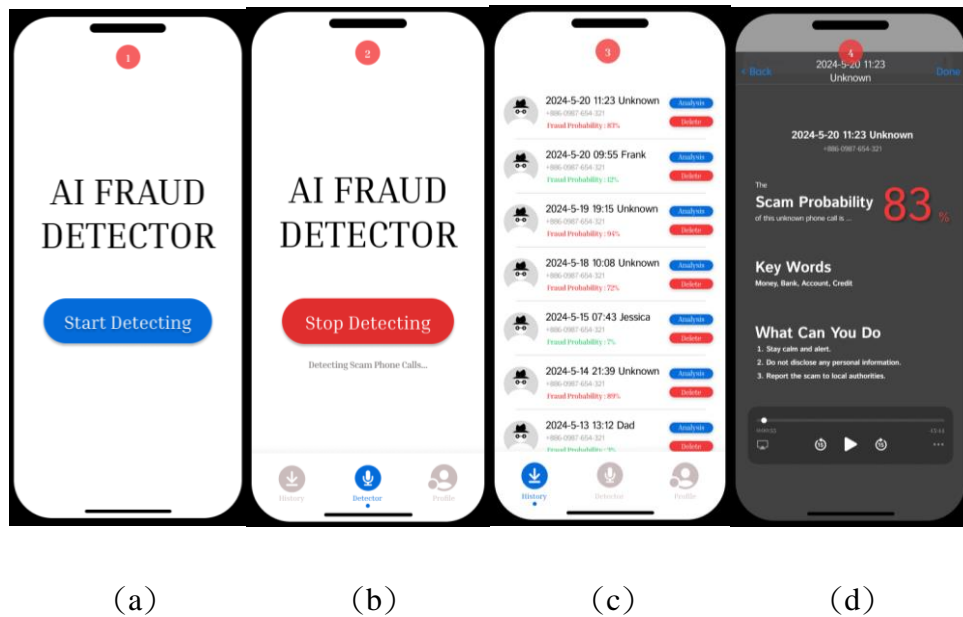 1
AI FRAUD
DETECTOR
Start Detecting
2
AI FRAUD
DETECTOR
Stop Detecting
Detecting Scam Phone Calls...
History
Detector
Profile
3
2024-5-20 11:23 Unknown
+886-0987-654-321
Fraud Probability : 83%
Analysis
Delete
2024-5-20 09:55 Frank
+886-0987-654-321
Fraud Probability : 12%
Analysis
Delete
2024-5-19 19:15 Unknown
+886-0987-654-321
Fraud Probability : 94%
Analysis
Delete
2024-5-18 10:08 Unknown
+886-0987-654-321
Fraud Probability : 72%
Analysis
Delete
2024-5-15 07:43 Jessica
+886-0987-654-321
Fraud Probability : 7%
Analysis
Delete
2024-5-14 21:39 Unknown
+886-0987-654-321
Fraud Probability : 89%
Analysis
Delete
2024-5-13 13:12 Dad
+886-0987-654-321
Fraud Probability : 3%
Analysis
Delete
History
Detector
Profile
4
< Back
2024-5-20 11:23
Unknown
Done
2024-5-20 11:23 Unknown
+886-0987-654-321
The
Scam Probability
of this unknown phone call is ...
83 %
Key Words
Money, Bank, Account, Credit
What Can You Do
1. Stay calm and alert.
2. Do not disclose any personal information.
3. Report the scam to local authorities.
15
15
(a)
(b)
(c)
(d)